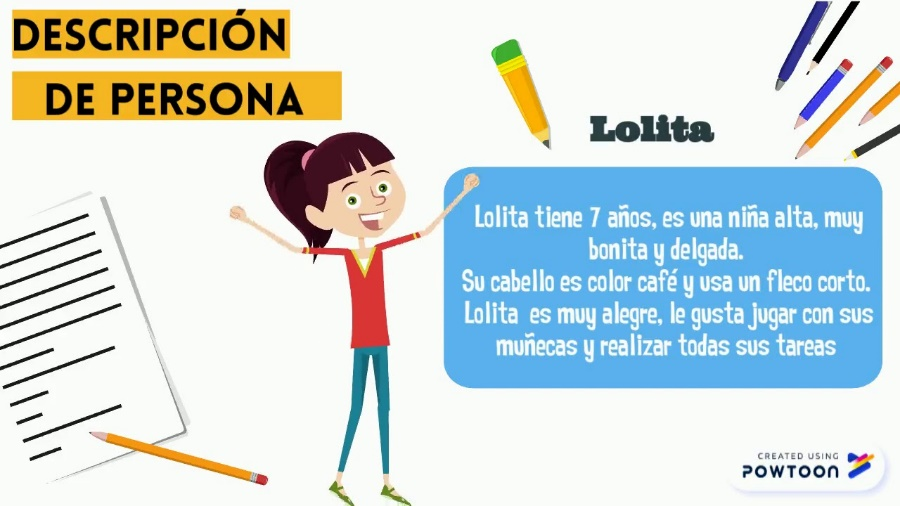 DESCRIPCIÓN
DE PERSONA
Lolita
Lolita tiene 7 años, es una niña alta, muy
bonita y delgada.
Su cabello es color café y usa un fleco corto.
Lolita es muy alegre, le gusta jugar con sus
muñecas y realizar todas sus tareas
CREATED USING
POWTOON